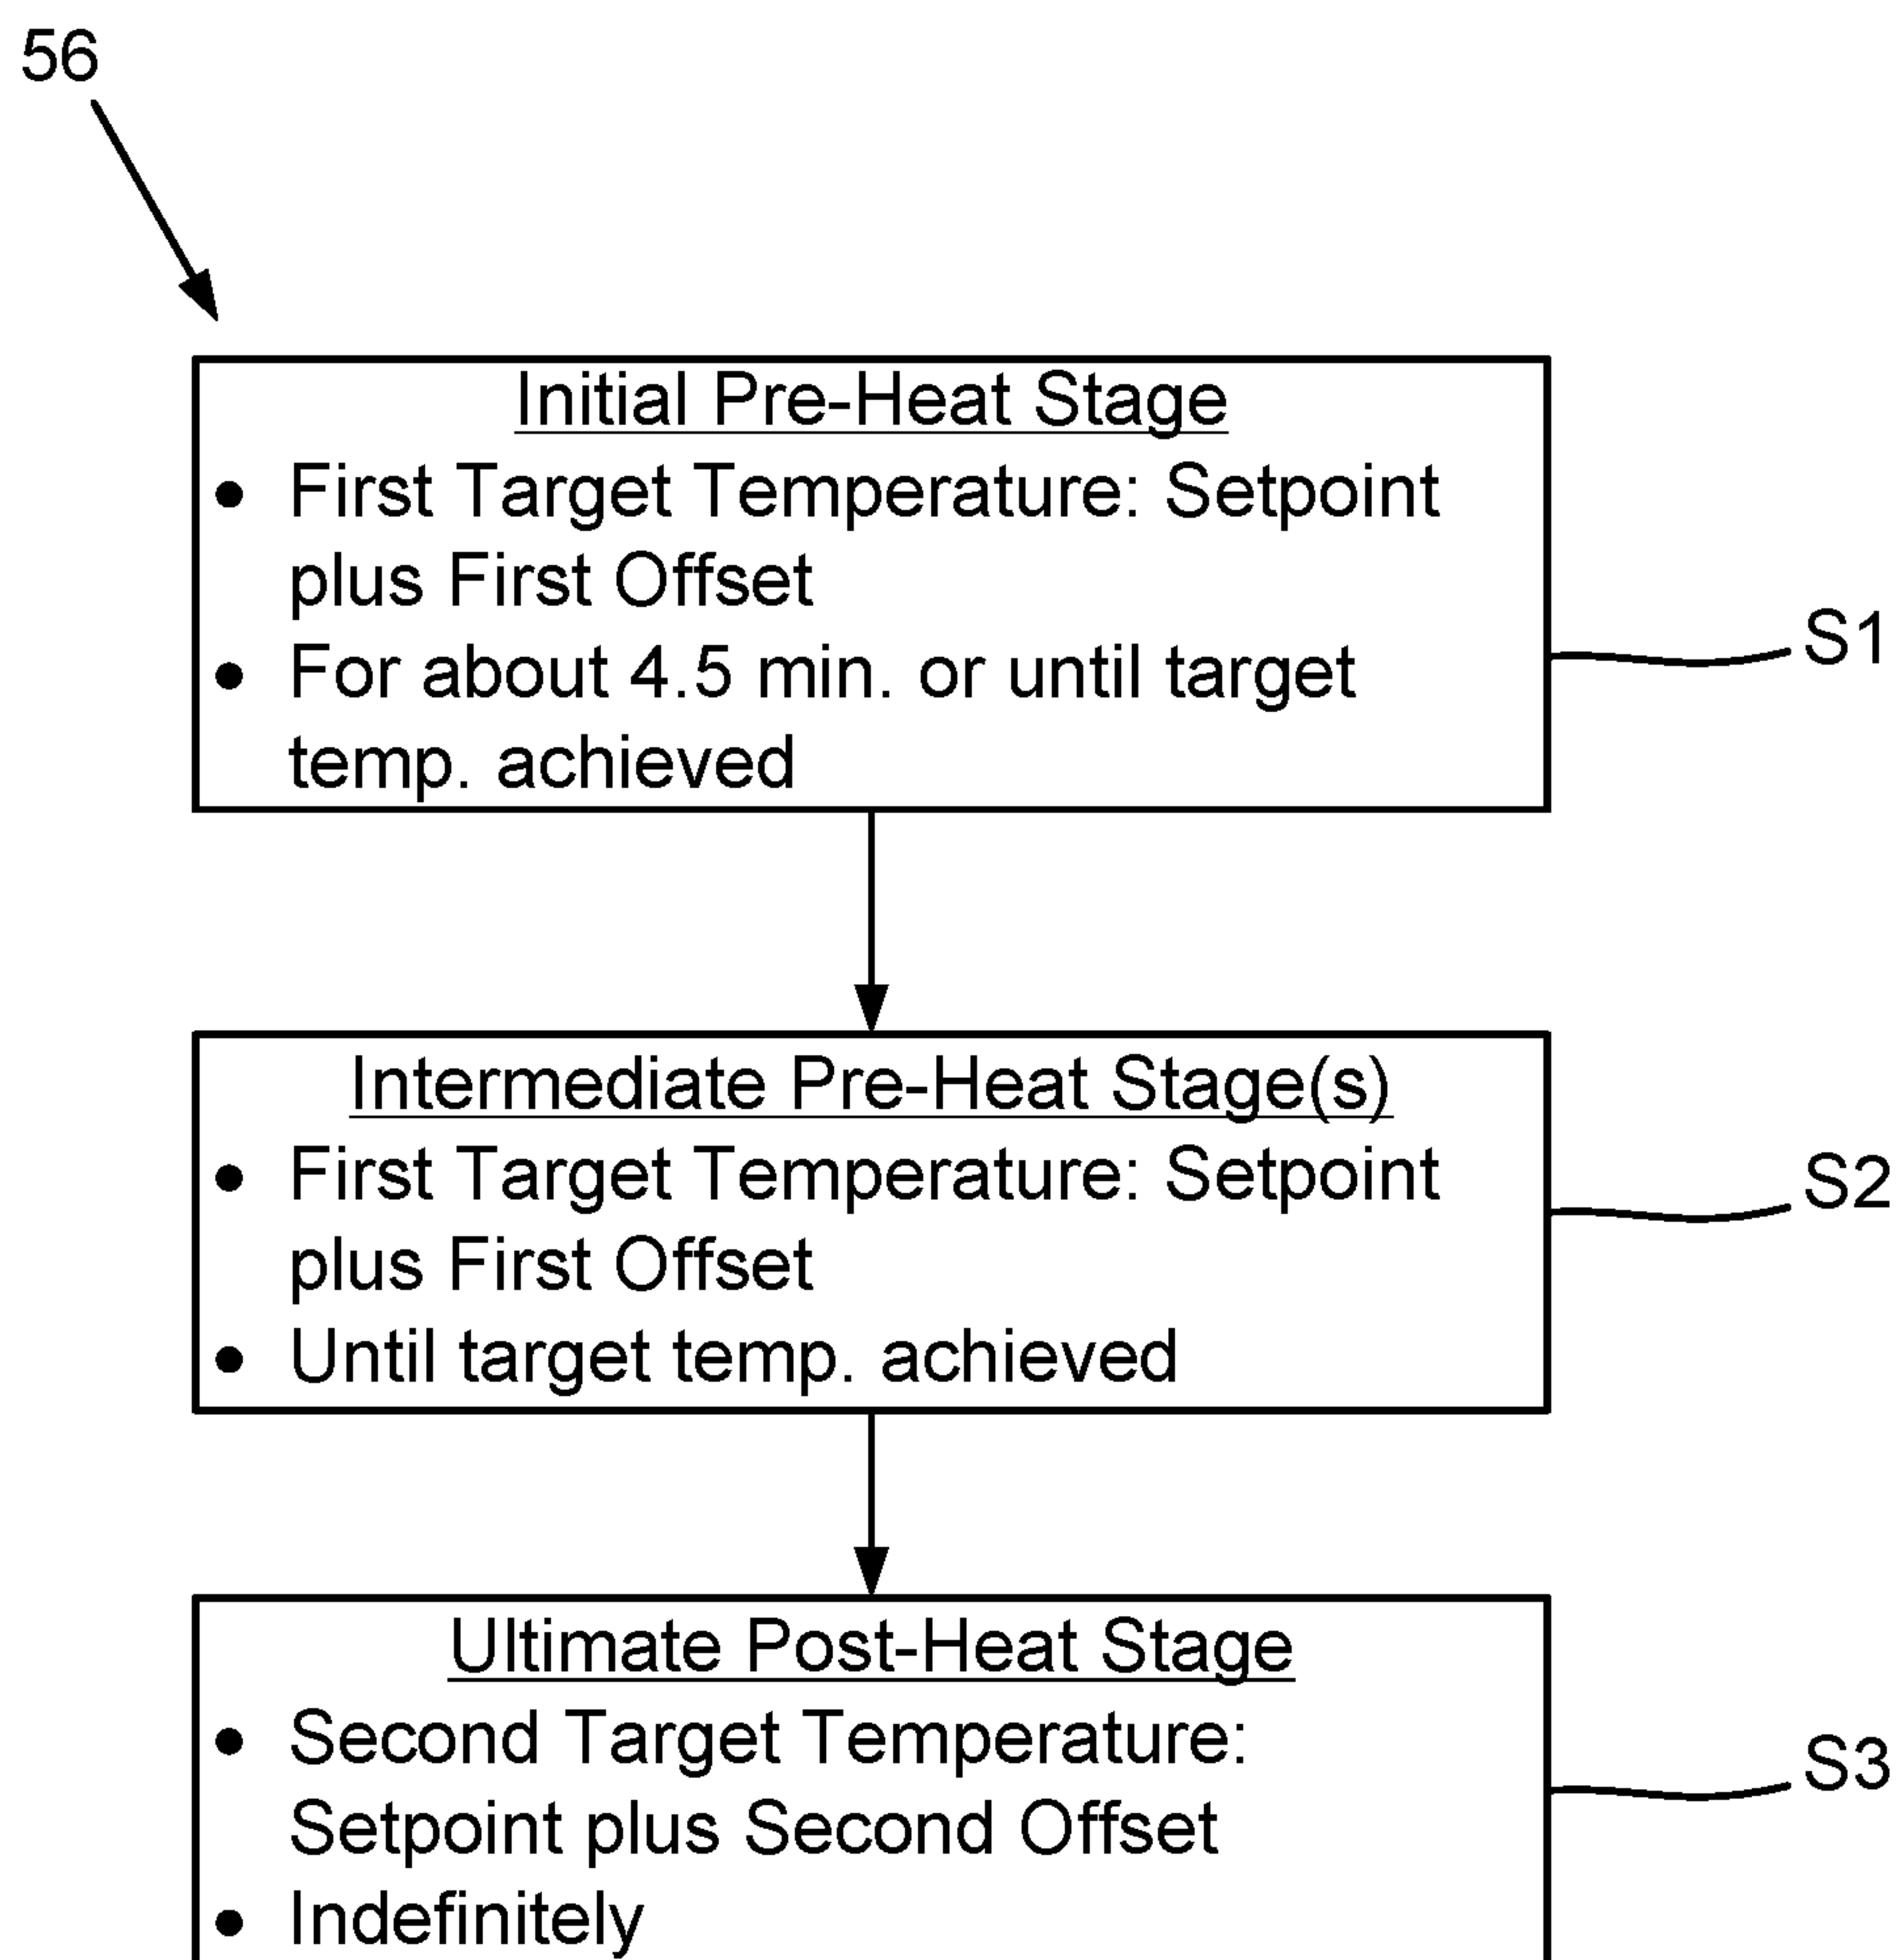 56
Initial Pre-Heat Stage
● First Target Temperature: Setpoint
plus First Offset
● For about 4.5 min. or until target
temp. achieved
S1
Intermediate Pre-Heat Stage(s)
● First Target Temperature: Setpoint
plus First Offset
● Until target temp. achieved
S2
Ultimate Post-Heat Stage
● Second Target Temperature:
Setpoint plus Second Offset
● Indefinitely
S3